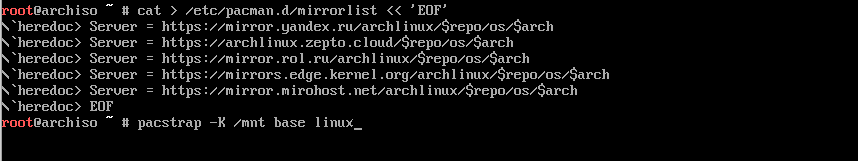 root@archiso ~ # cat > /etc/pacman.d/mirrorlist << 'EOF'
\`heredoc> Server = https://mirror.yandex.ru/archlinux/$repo/os/$arch
\`heredoc> Server = https://archlinux.zepto.cloud/$repo/os/$arch
\`heredoc> Server = https://mirror.rol.ru/archlinux/$repo/os/$arch
\`heredoc> Server = https://mirrors.edge.kernel.org/archlinux/$repo/os/$arch
\`heredoc> Server = https://mirror.mirohost.net/archlinux/$repo/os/$arch
\`heredoc> EOF
root@archiso ~ # pacstrap -K /mnt base linux_